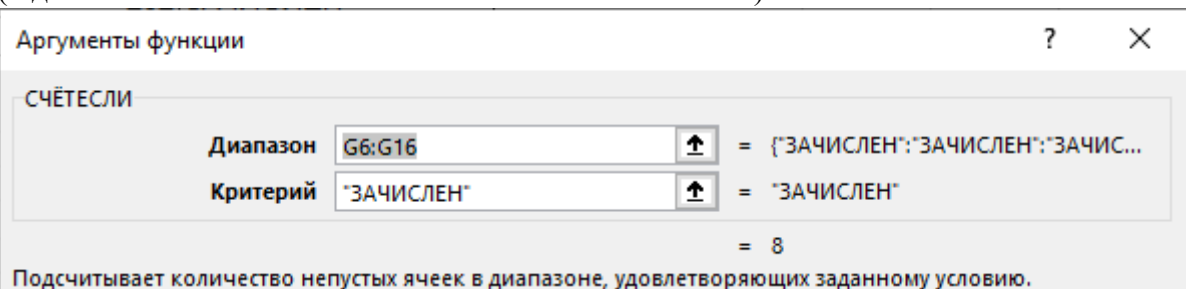 Аргументы функции ? ×
СЧЁТЕСЛИ
Диапазон G6:G16 = {"ЗАЧИСЛЕН":"ЗАЧИСЛЕН":"ЗАЧИС...
Критерий "ЗАЧИСЛЕН" = "ЗАЧИСЛЕН"
= 8
Подсчитывает количество непустых ячеек в диапазоне, удовлетворяющих заданному условию.